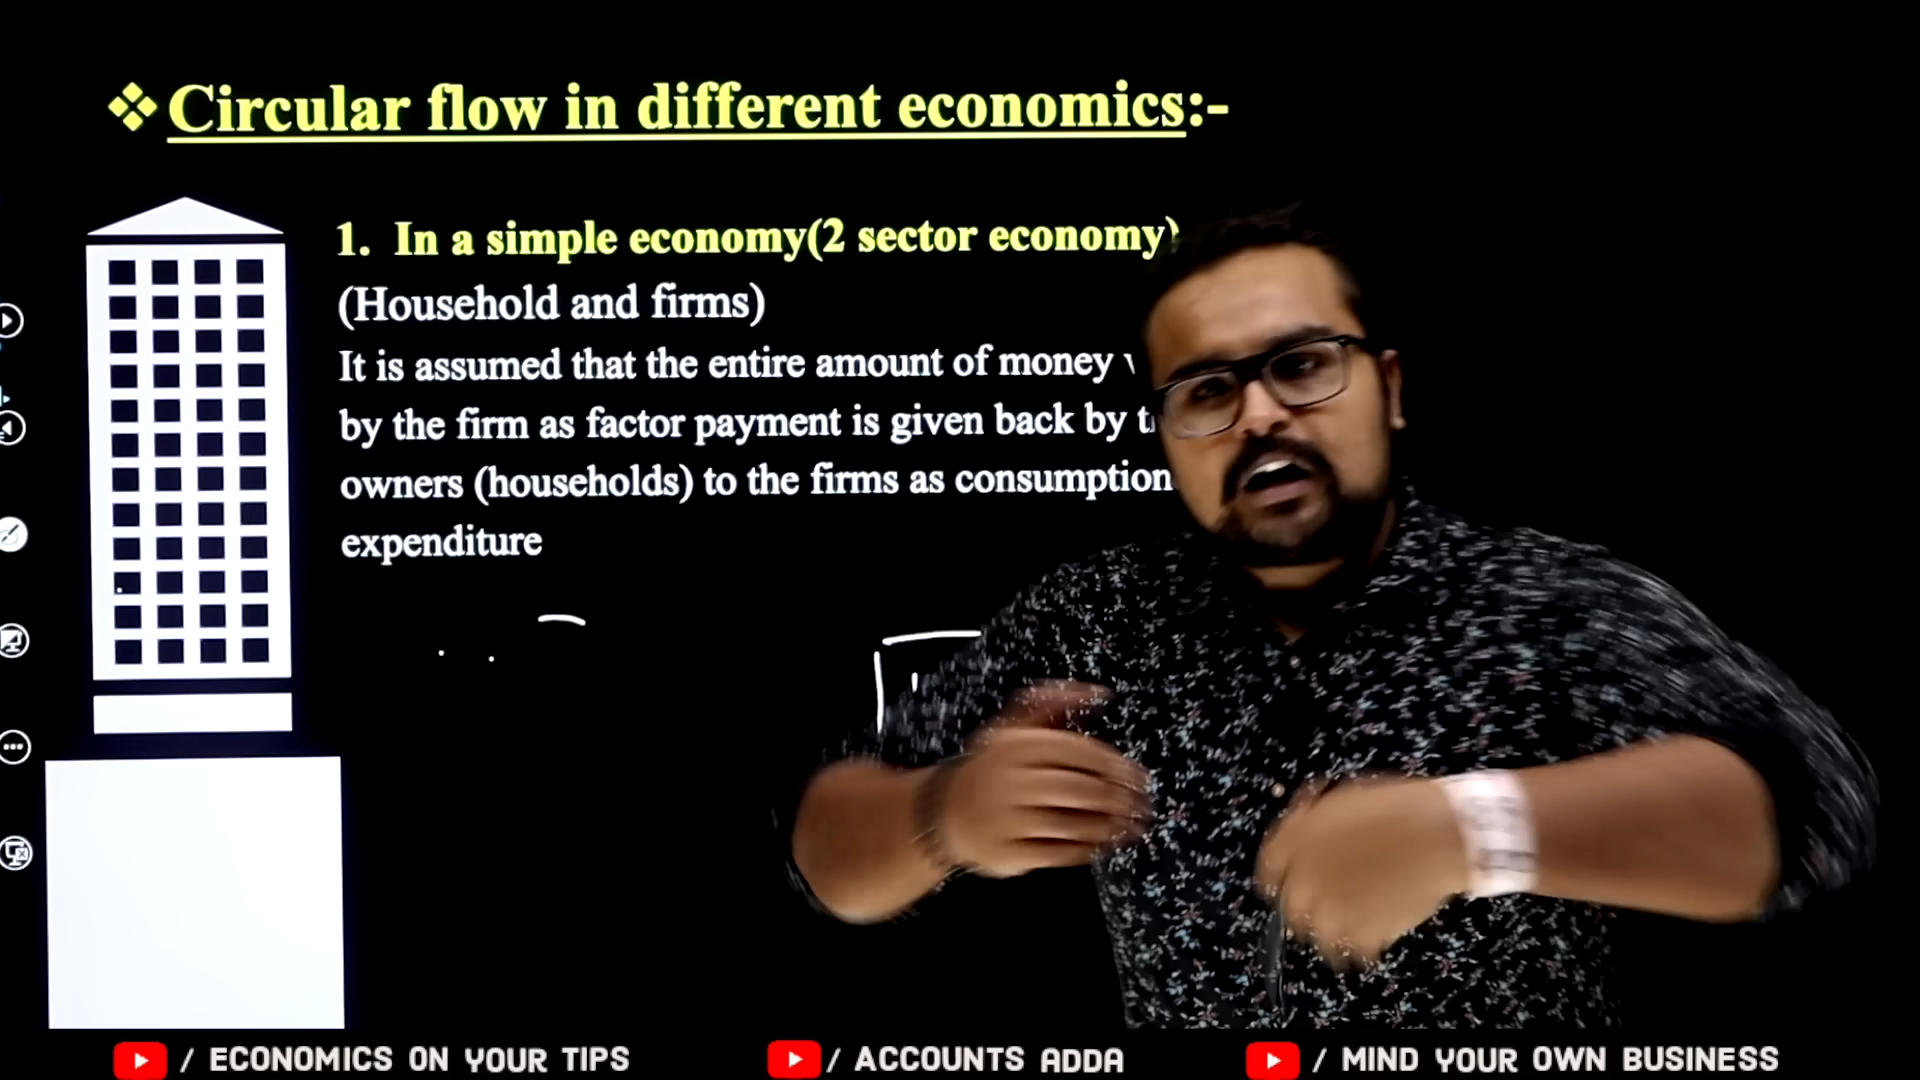 ❖ Circular flow in different economics:-
1. In a simple economy(2 sector economy)
(Household and firms)
It is assumed that the entire amount of money
by the firm as factor payment is given back by
owners (households) to the firms as consumption
expenditure
/ ECONOMICS ON YOUR TIPS
/ ACCOUNTS ADDA
/ MIND YOUR OWN BUSINESS